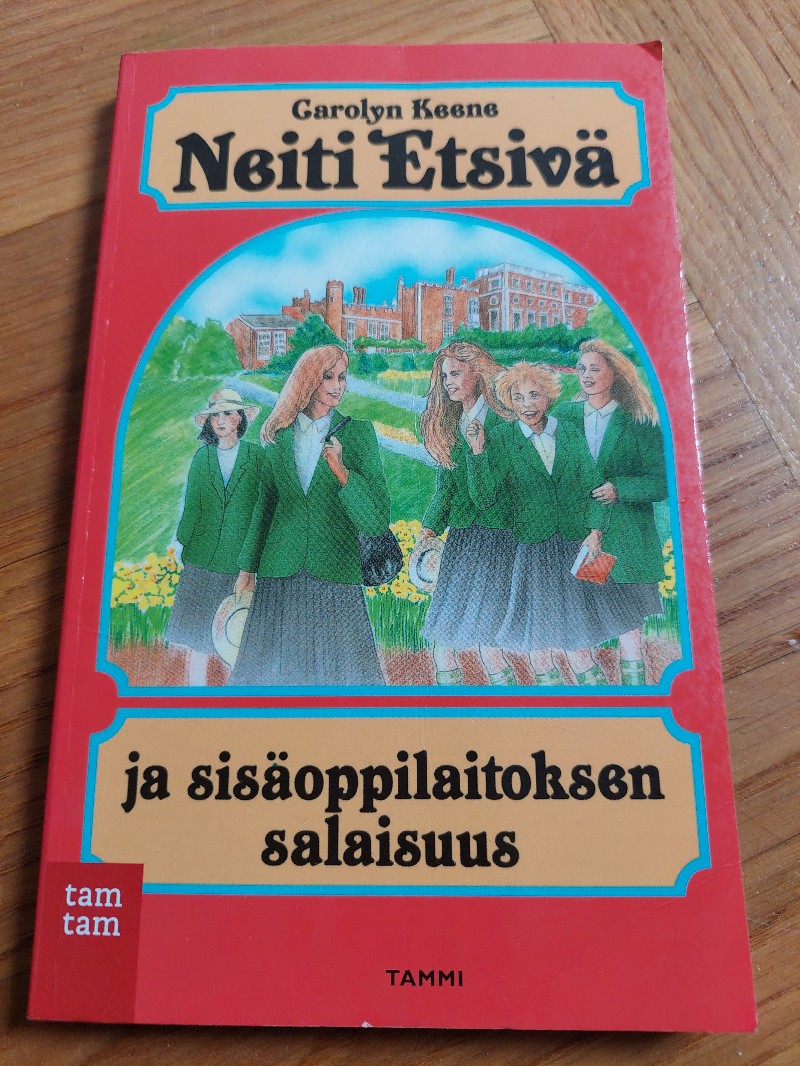 Carolyn Keene
Neiti Etsivä
ja sisäoppilaitoksen
salaisuus
tam
tam
TAMMI